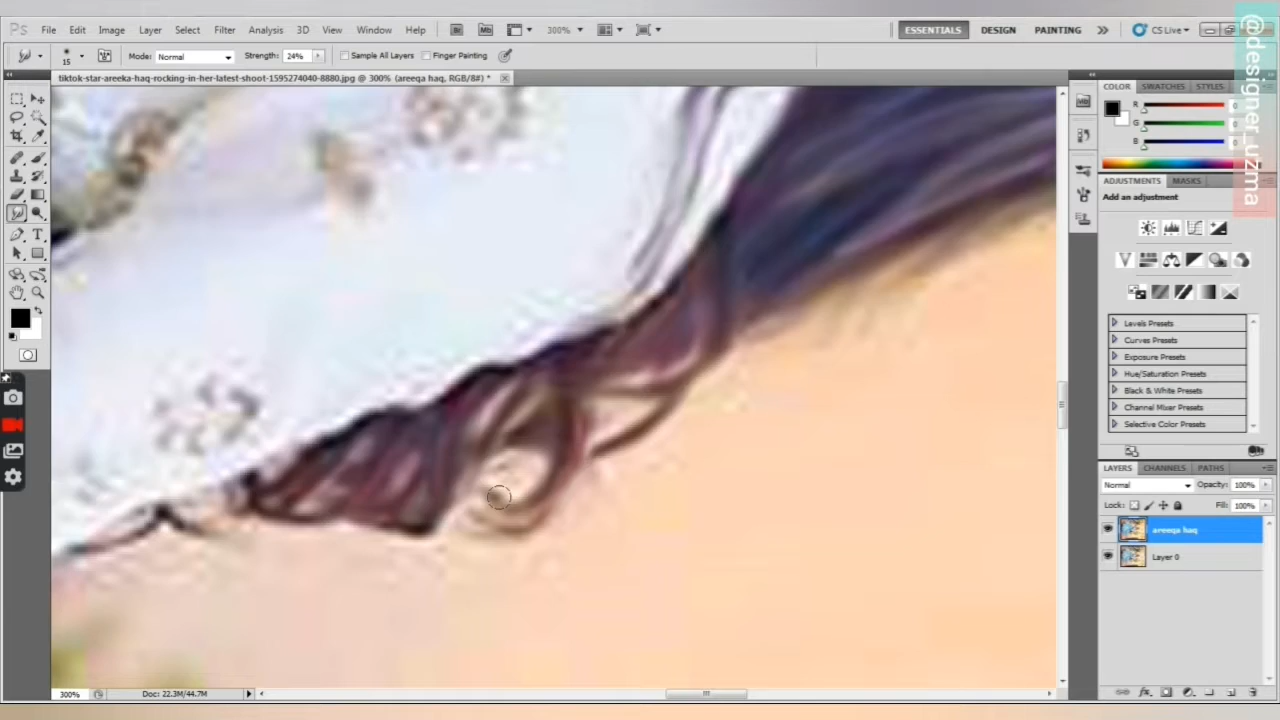 Ps File Edit Image Layer Select Filter Analysis 3D View Window Help Br Mb 300% ESSENTIALS DESIGN PAINTING CS Live
15 Mode: Normal Strength: 24% Sample All Layers Finger Painting
tiktok-star-areeka-haq-rocking-in-her-latest-shoot-1595274040-8880.jpg @ 300% (areeqa haq, RGB/8#) *
COLOR SWATCHES STYLES
R
G
B
ADJUSTMENTS MASKS
Add an adjustment
Levels Presets
Curves Presets
Exposure Presets
Hue/Saturation Presets
Black & White Presets
Channel Mixer Presets
Selective Color Presets
LAYERS CHANNELS PATHS
Normal Opacity: 100%
Lock: Fill: 100%
areeqa haq
Layer 0
300% Doc: 22.3M/44.7M
@designer_uzma